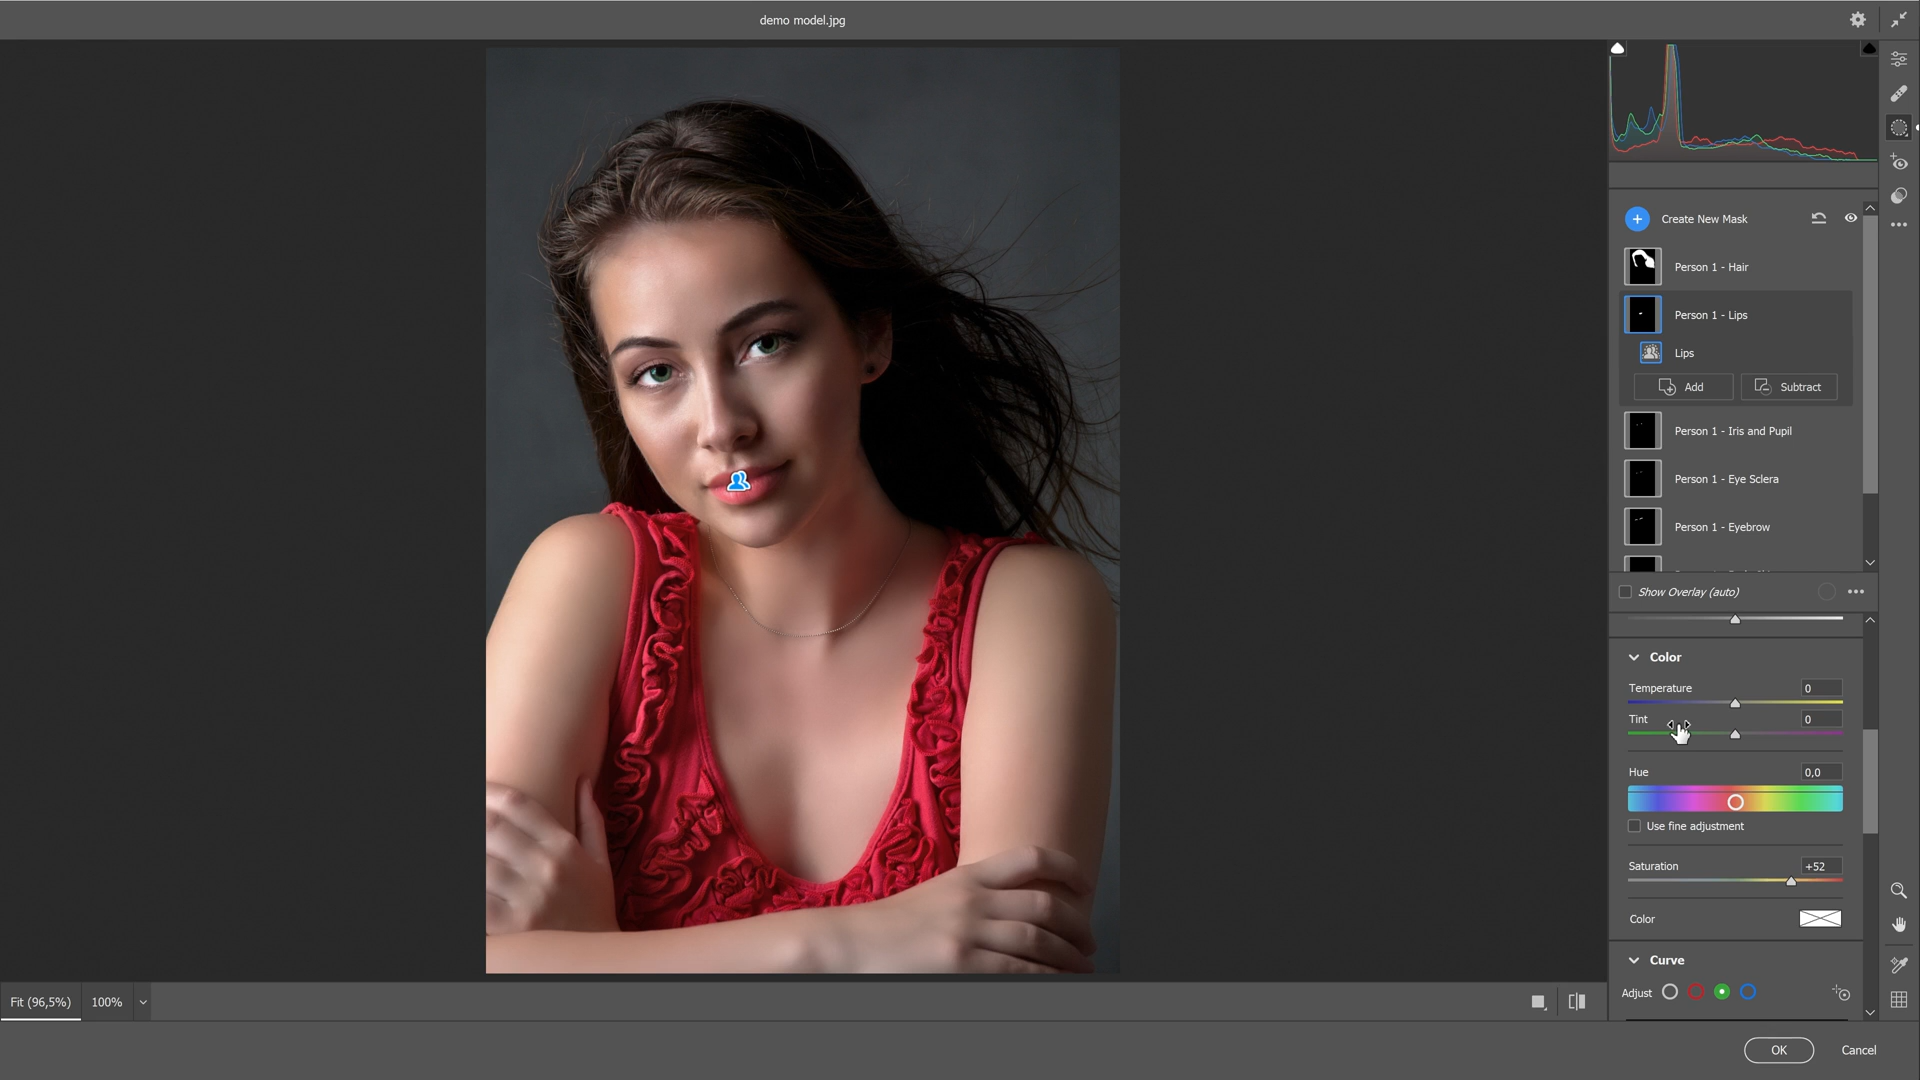 demo model.jpg
Create New Mask
Person 1 - Hair
Person 1 - Lips
Lips
Add
Subtract
Person 1 - Iris and Pupil
Person 1 - Eye Sclera
Person 1 - Eyebrow
Show Overlay (auto)
Color
Temperature 0
Tint 0
Hue 0,0
Use fine adjustment
Saturation +52
Color
Curve
Adjust
Fit (96,5%) 100%
OK Cancel